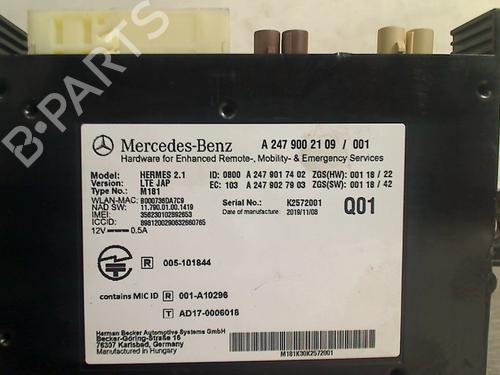 Mercedes-Benz A 247 900 21 09 / 001
Hardware for Enhanced Remote-, Mobility- & Emergency Services
Model: HERMES 2.1 ID: 0800 A 247 901 74 02 ZGS(HW): 001 18 / 22
Version: LTE JAP EC: 103 A 247 902 79 03 ZGS(SW): 001 18 / 42
Type No.: M181
WLAN-MAC: B000736DA7C9 Serial No.: K2572001
NAD SW: 11.790.01.00.1419 Date of manufacture:
IMEI: 356230102892653 2019/11/08 Q01
ICCID: 8981200290632660765
12V 0.5A
R 005-101844
contains MIC ID R 001-A10296
T AD17-0006018
Harman Becker Automotive Systems GmbH
Becker-Göring-Straße 16
76307 Karlsbad, Germany
Manufactured in Hungary
M181K30K2572001
B-PARTS